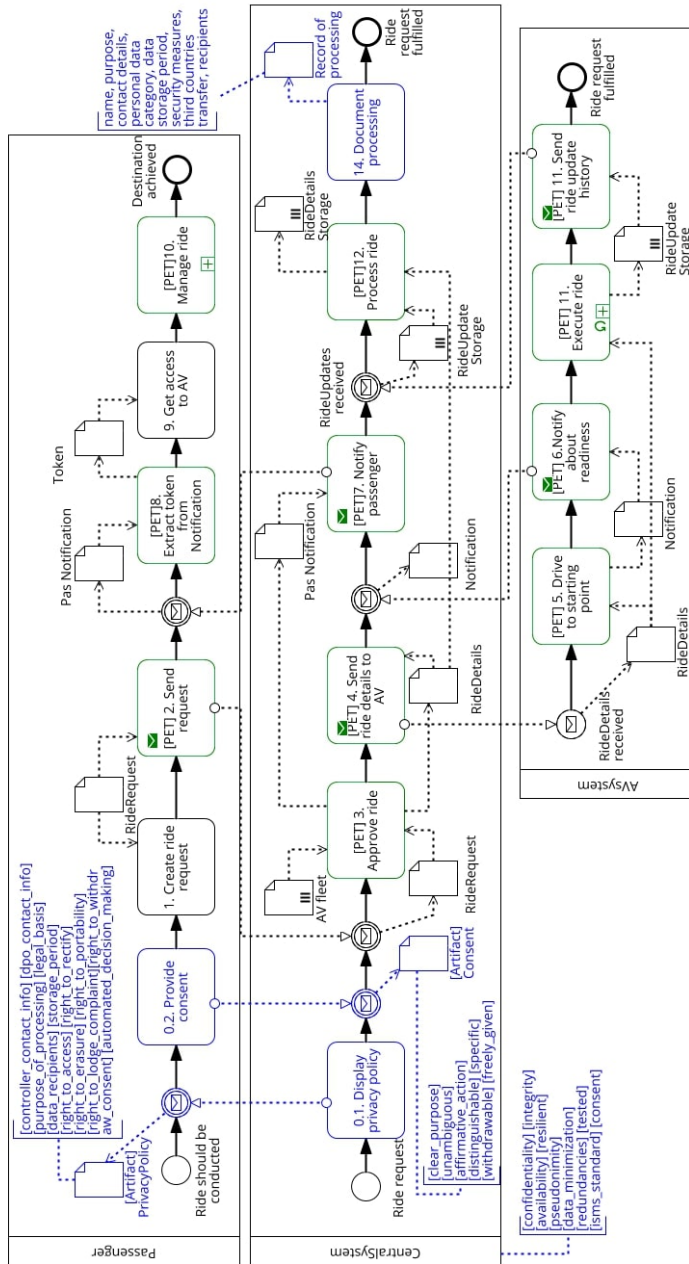 Passenger
Ride should be
conducted
[Artifact]
PrivacyPolicy
[controller_contact_info] [dpo_contact_info]
[purpose_of_processing] [legal_basis]
[data_recipients] [storage_period]
[right_to_access] [right_to_rectify]
[right_to_erasure] [right_to_portability]
[right_to_lodge_complaint][right_to_withdr
aw_consent] [automated_decision_making]
0.2. Provide
consent
1. Create ride
request
RideRequest
[PET] 2. Send
request
Pas Notification
[PET]8.
Extract token
from
Notification
Token
9. Get access
to AV
[PET]10.
Manage ride
Destination
achieved
CentralSystem
Ride request
0.1. Display
privacy policy
[clear_purpose]
[unambiguous]
[affirmative_action]
[distinguishable] [specific]
[withdrawable] [freely_given]
[Artifact]
Consent
AV fleet
RideRequest
[PET] 3.
Approve ride
[PET] 4. Send
ride details to
AV
RideDetails
Notification
Pas Notification
[PET]7. Notify
passenger
RideUpdates
received
RideUpdate
Storage
[PET]12.
Process ride
RideDetails
Storage
14. Document
processing
Record of
processing
name, purpose,
contact details,
personal data
category, data
storage period,
security measures,
third countries
transfer, recipients
Ride
request
fulfilled
[confidentiality] [integrity]
[availability] [resilient]
[pseudonimity]
[data_minimization]
[redundancies] [tested]
[isms_standard] [consent]
AVsystem
RideDetails
received
RideDetails
[PET] 5. Drive
to starting
point
Notification
[PET] 6.Notify
about
readiness
[PET] 11.
Execute ride
RideUpdate
Storage
[PET] 11. Send
ride update
history
Ride request
fulfilled